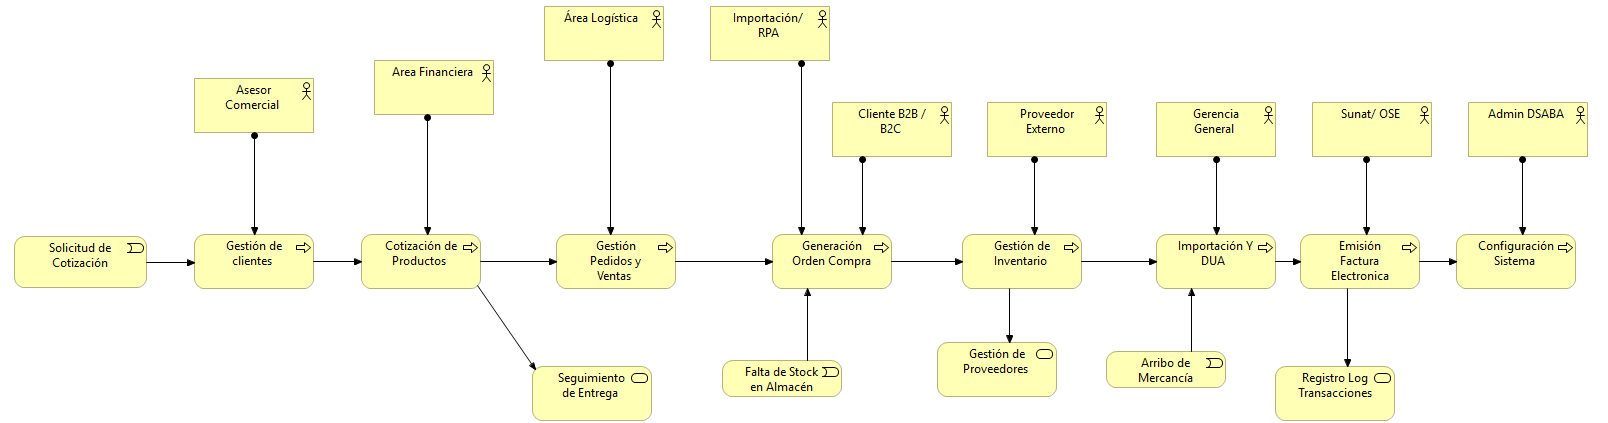 Área Logística
Importación/
RPA
Area Financiera
Asesor
Comercial
Cliente B2B /
B2C
Proveedor
Externo
Gerencia
General
Sunat/ OSE
Admin DSABA
Solicitud de
Cotización
Gestión de
clientes
Cotización de
Productos
Gestión
Pedidos y
Ventas
Generación
Orden Compra
Gestión de
Inventario
Importación Y
DUA
Emisión
Factura
Electronica
Configuración
Sistema
Seguimiento
de Entrega
Falta de Stock
en Almacén
Gestión de
Proveedores
Arribo de
Mercancía
Registro Log
Transacciones